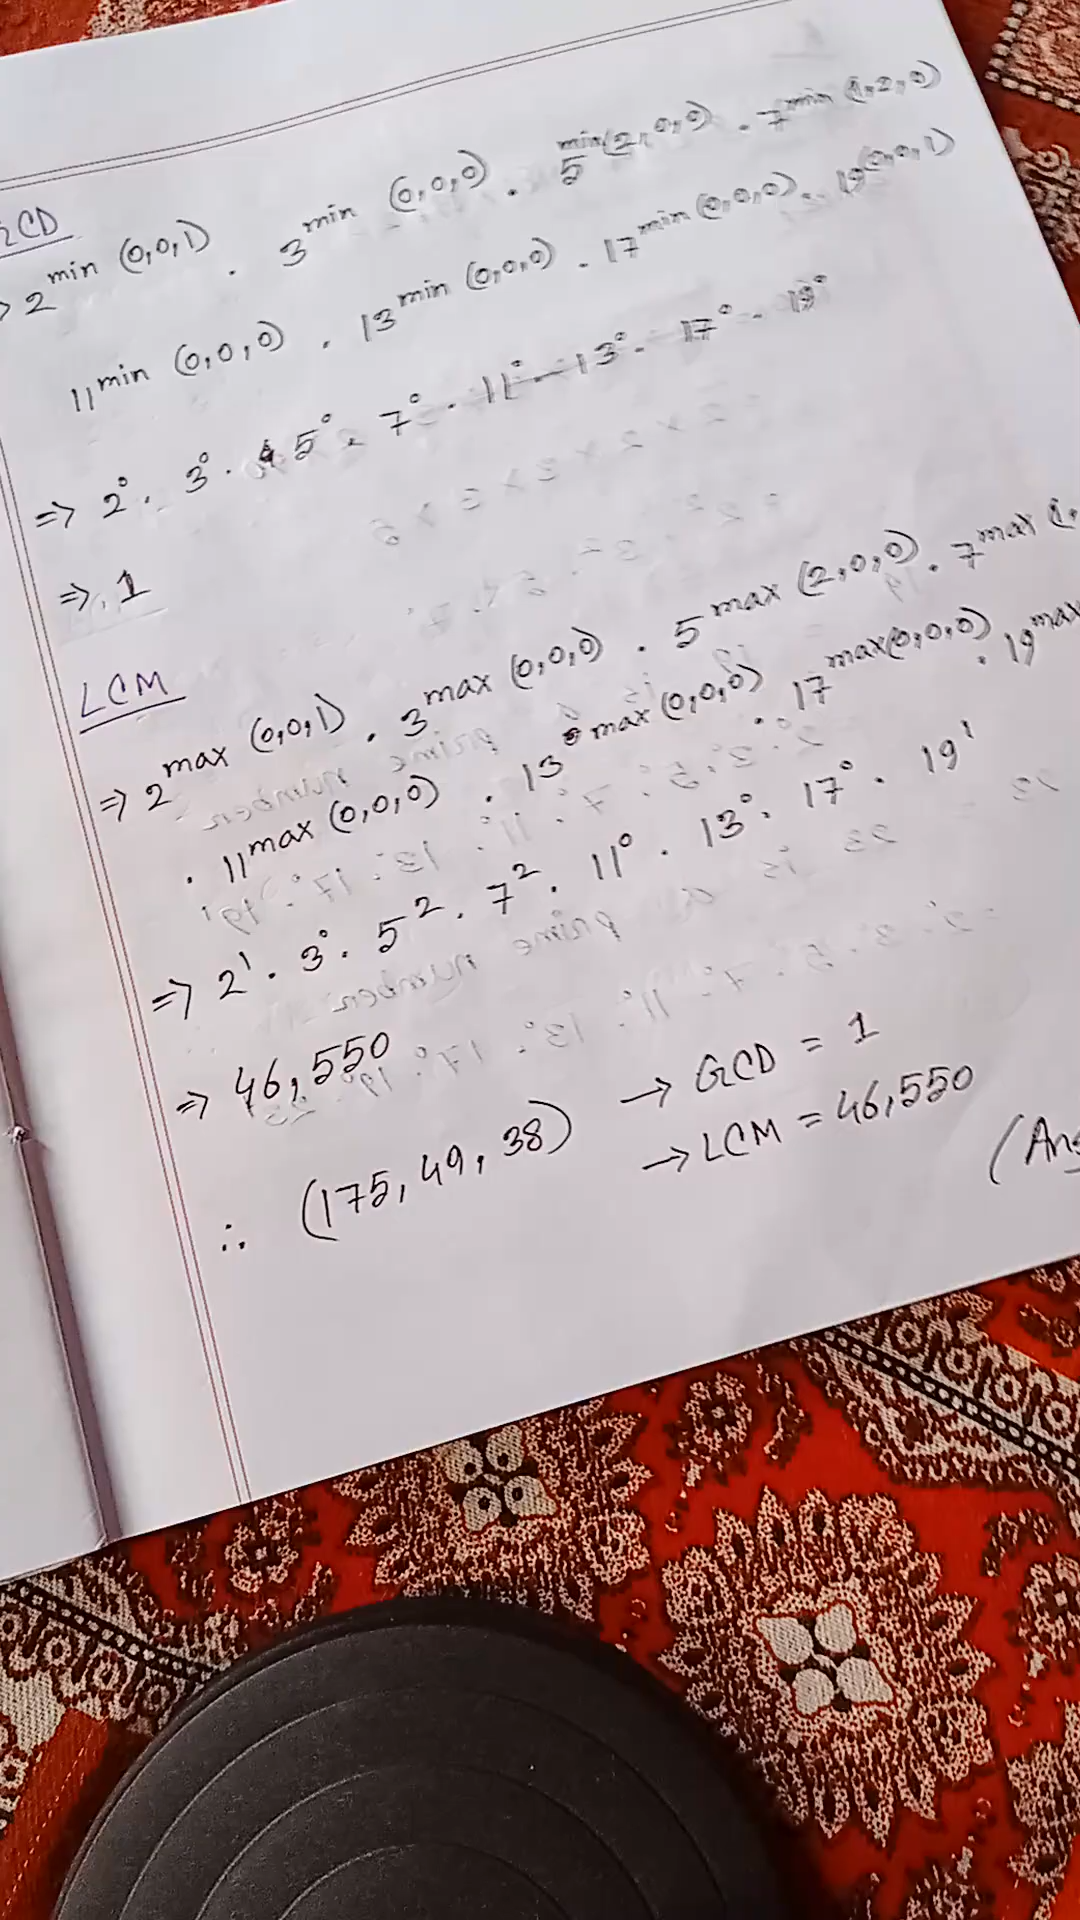 GCD
⇒ 2^min (0,0,1) . 3^min (0,0,0) . 5^min(2,0,0) . 7^min (1,2,0)
11^min (0,0,0) . 13^min (0,0,0) . 17^min (0,0,0) . 19^(0,0,1)
⇒ 2° . 3° . 5° . 7° . 11° . 13° . 17° . 19°
⇒ 1
LCM
⇒ 2^max (0,0,1) . 3^max (0,0,0) . 5^max (2,0,0) . 7^max (1,
. 11^max (0,0,0) . 13^max (0,0,0) . 17^max(0,0,0) . 19^max
⇒ 2¹ . 3° . 5² . 7² . 11° . 13° . 17° . 19¹
⇒ 46,550
∴ (175, 49, 38) → GCD = 1
→ LCM = 46,550
(Ans